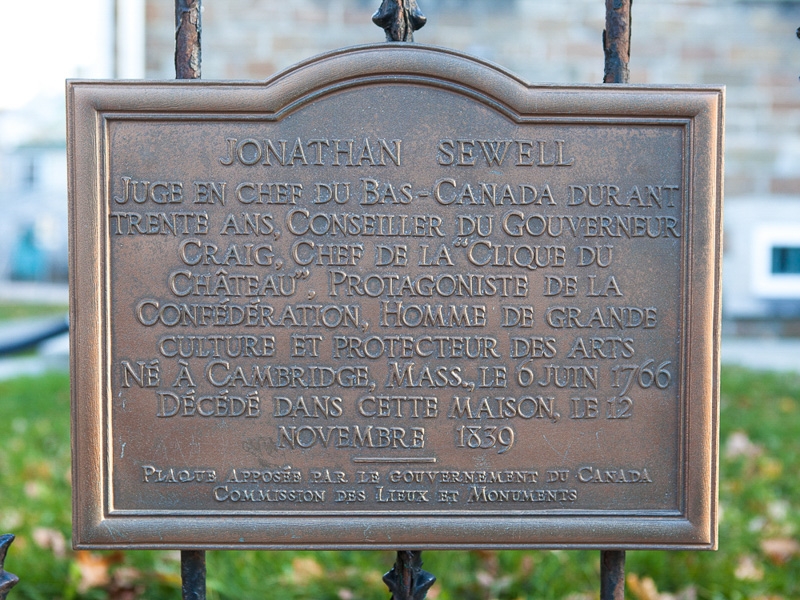 JONATHAN SEWELL
JUGE EN CHEF DU BAS-CANADA DURANT
TRENTE ANS, CONSEILLER DU GOUVERNEUR
CRAIG, CHEF DE LA "CLIQUE DU
CHÂTEAU", PROTAGONISTE DE LA
CONFÉDÉRATION, HOMME DE GRANDE
CULTURE ET PROTECTEUR DES ARTS
NÉ À CAMBRIDGE, MASS., LE 6 JUIN 1766
DÉCÉDÉ DANS CETTE MAISON, LE 12
NOVEMBRE 1839
PLAQUE APPOSÉE PAR LE GOUVERNEMENT DU CANADA
COMMISSION DES LIEUX ET MONUMENTS